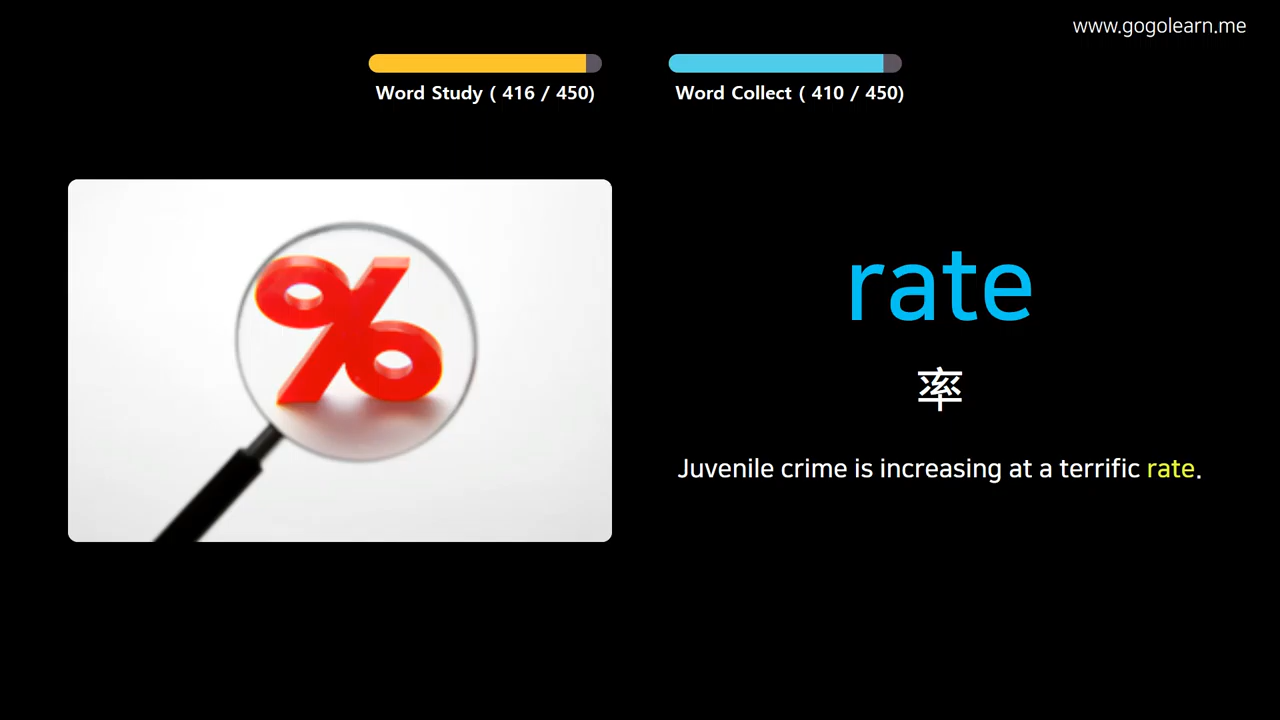 www.gogolearn.me
Word Study ( 416 / 450)
Word Collect ( 410 / 450)
%
rate
率
Juvenile crime is increasing at a terrific rate.